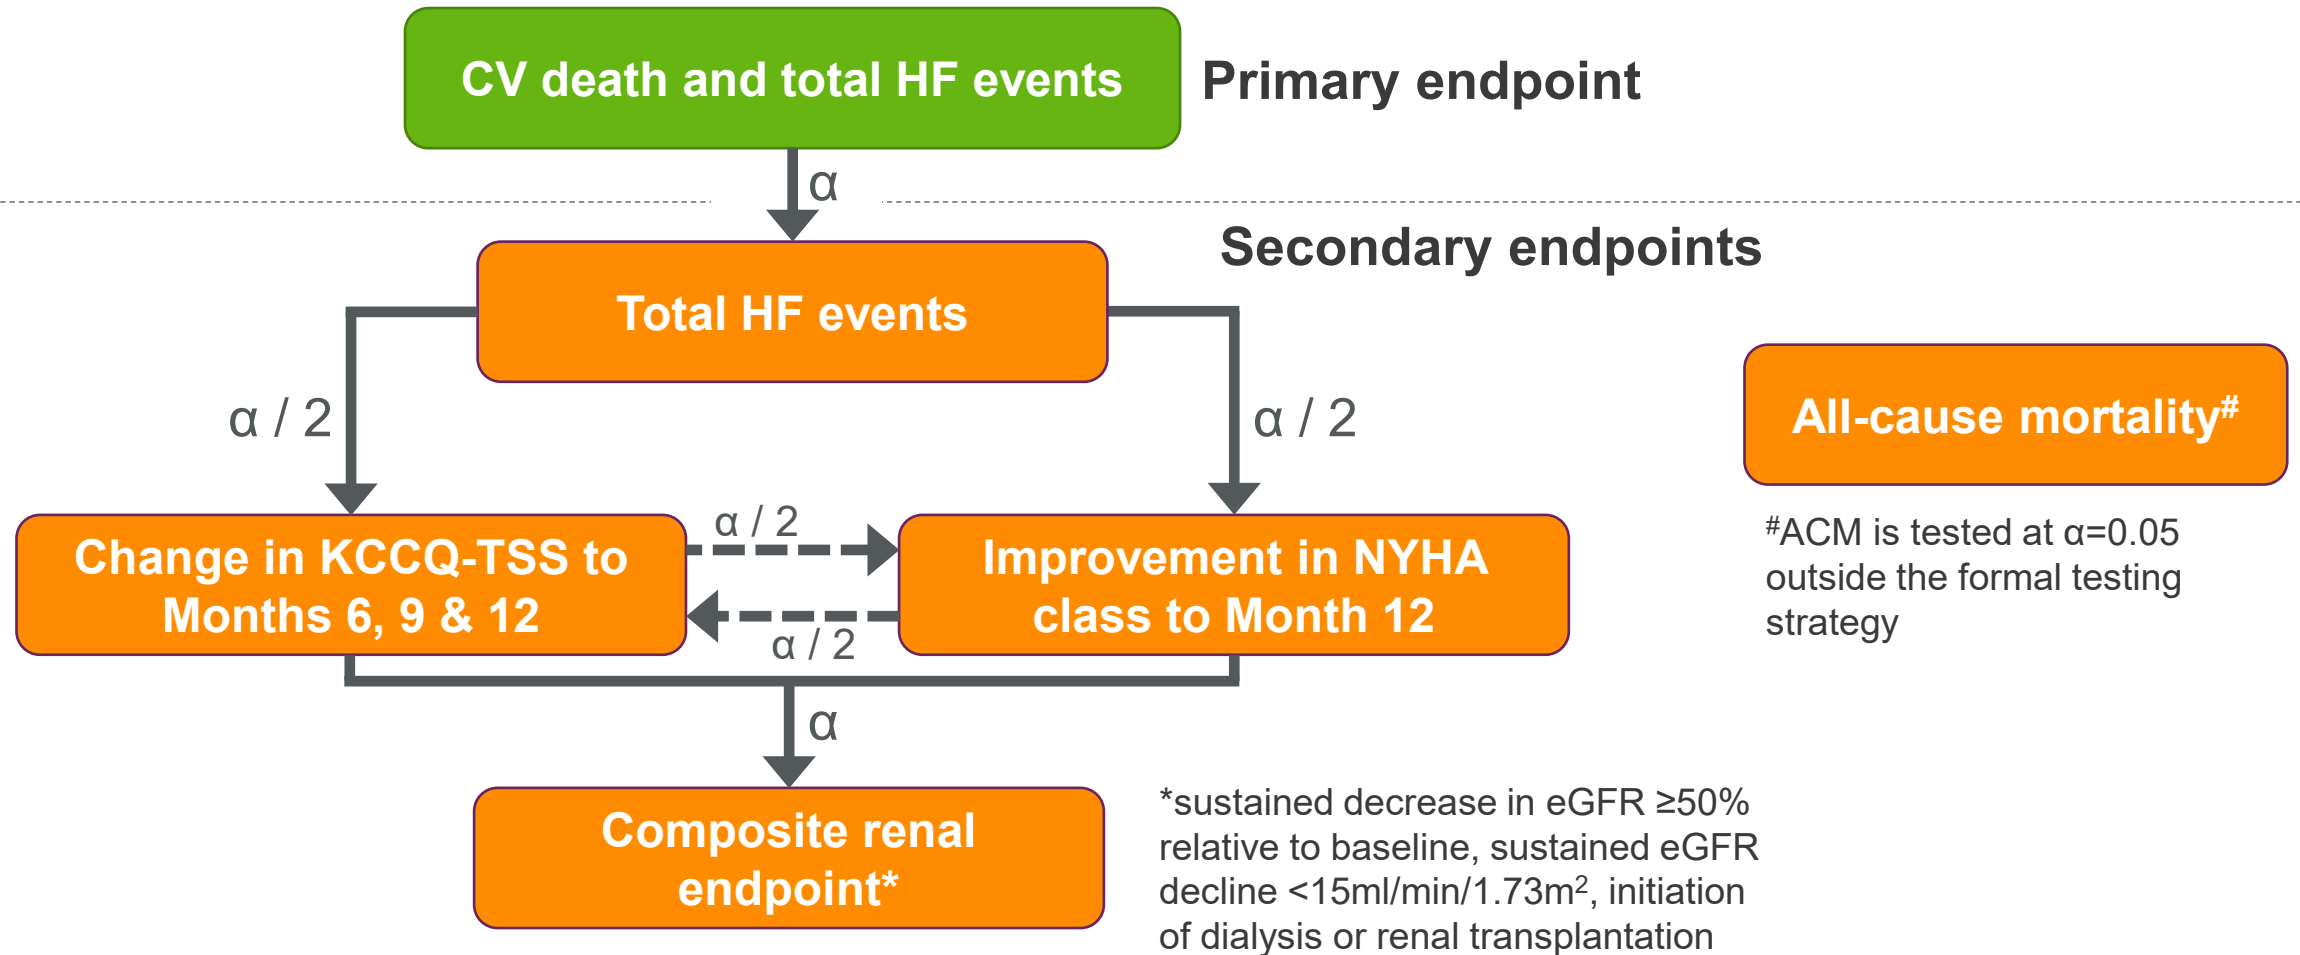 CV death and total HF events
Primary endpoint
α
Secondary endpoints
Total HF events
α / 2
α / 2
All-cause mortality#
#ACM is tested at α=0.05
outside the formal testing
strategy
Change in KCCQ-TSS to
Months 6, 9 & 12
α / 2
α / 2
Improvement in NYHA
class to Month 12
α
Composite renal
endpoint*
*sustained decrease in eGFR ≥50%
relative to baseline, sustained eGFR
decline <15ml/min/1.73m², initiation
of dialysis or renal transplantation